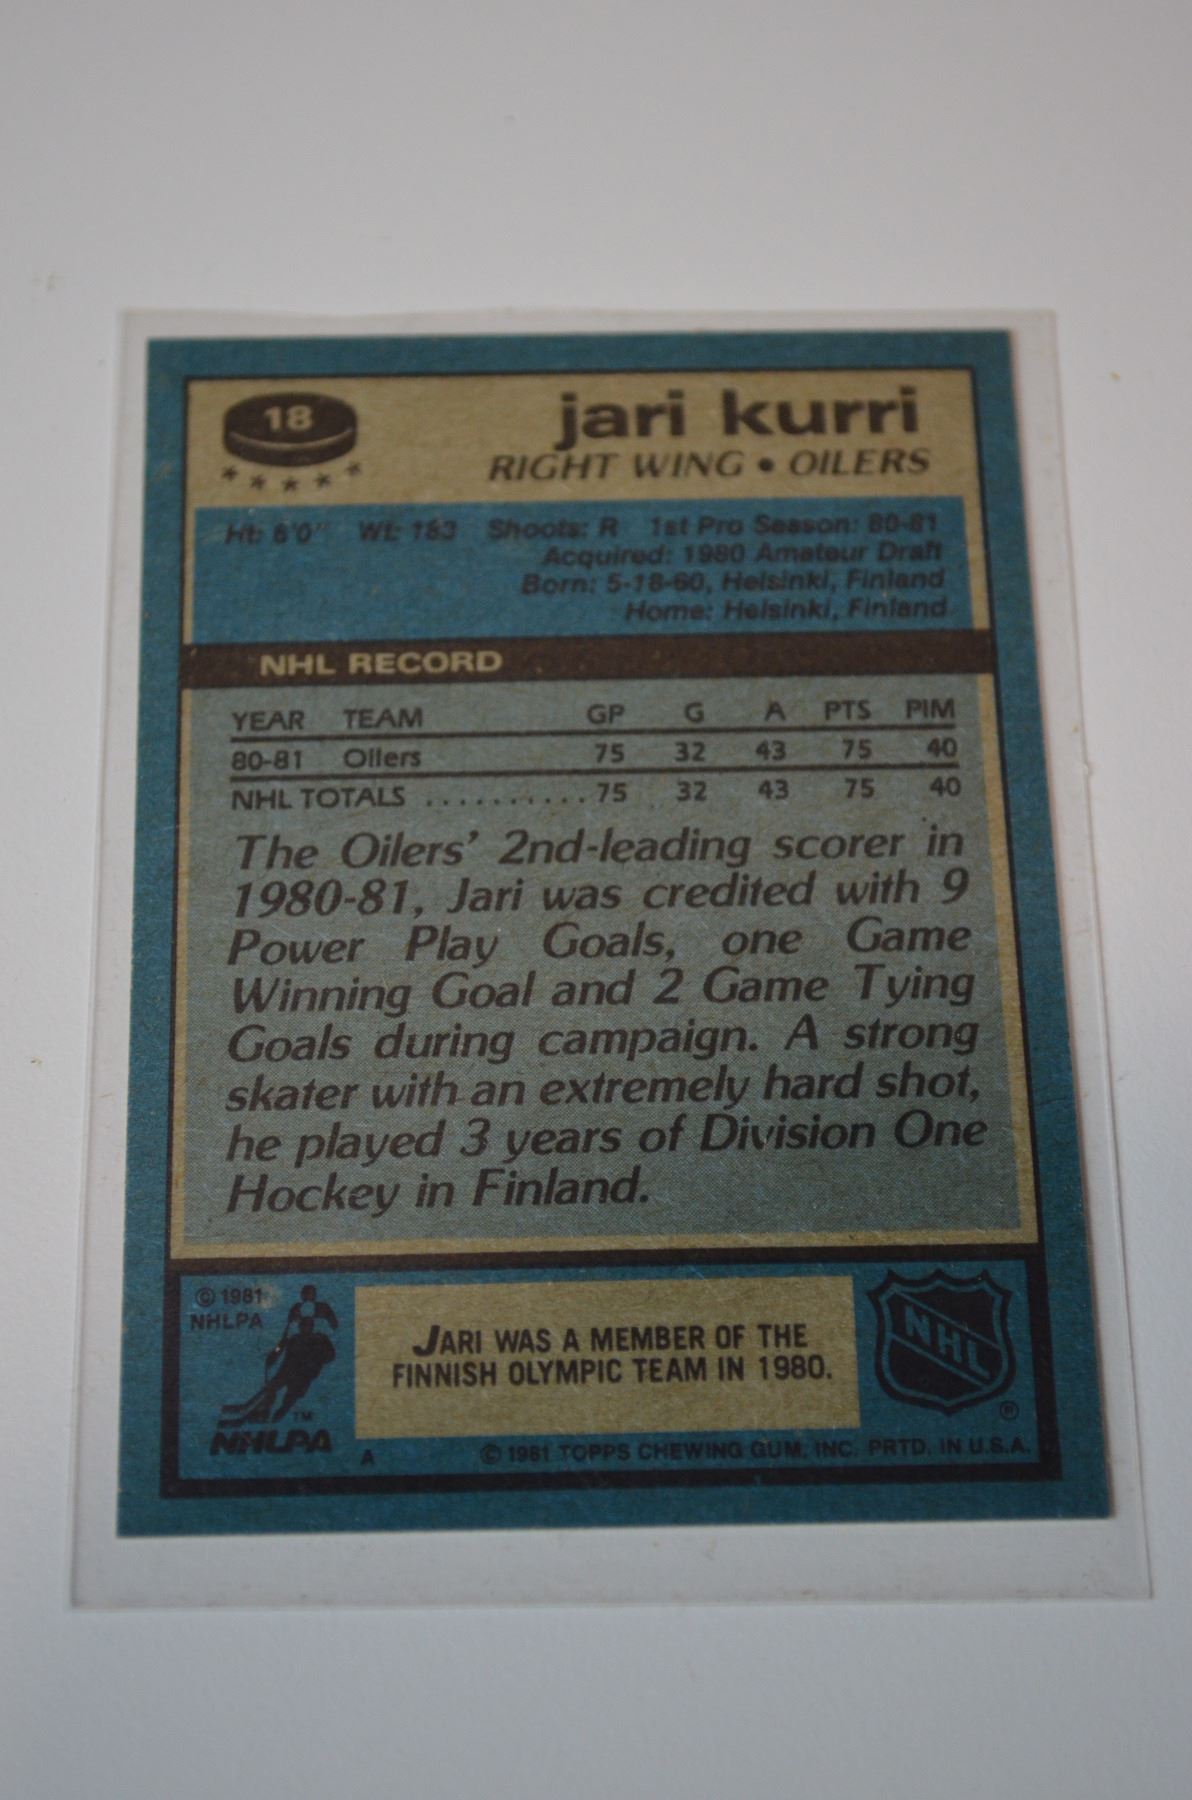 18
jari kurri
RIGHT WING • OILERS
Ht: 6'0" Wt: 183 Shoots: R 1st Pro Season: 80-81
Acquired: 1980 Amateur Draft
Born: 5-18-60, Helsinki, Finland
Home: Helsinki, Finland
NHL RECORD
YEAR TEAM GP G A PTS PIM
80-81 Oilers 75 32 43 75 40
NHL TOTALS ........... 75 32 43 75 40
The Oilers' 2nd-leading scorer in
1980-81, Jari was credited with 9
Power Play Goals, one Game
Winning Goal and 2 Game Tying
Goals during campaign. A strong
skater with an extremely hard shot,
he played 3 years of Division One
Hockey in Finland.
© 1981
NHLPA
TM
NHLPA
JARI WAS A MEMBER OF THE
FINNISH OLYMPIC TEAM IN 1980.
NHL
®
A © 1981 TOPPS CHEWING GUM, INC. PRTD. IN U.S.A.